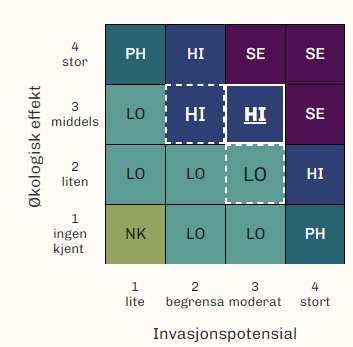 Økologisk effekt
4
stor
PH HI SE SE
3
middels
LO HI HI SE
2
liten
LO LO LO HI
1
ingen
kjent
NK LO LO PH
1 2 3 4
lite begrensa moderat stort
Invasjonspotensial